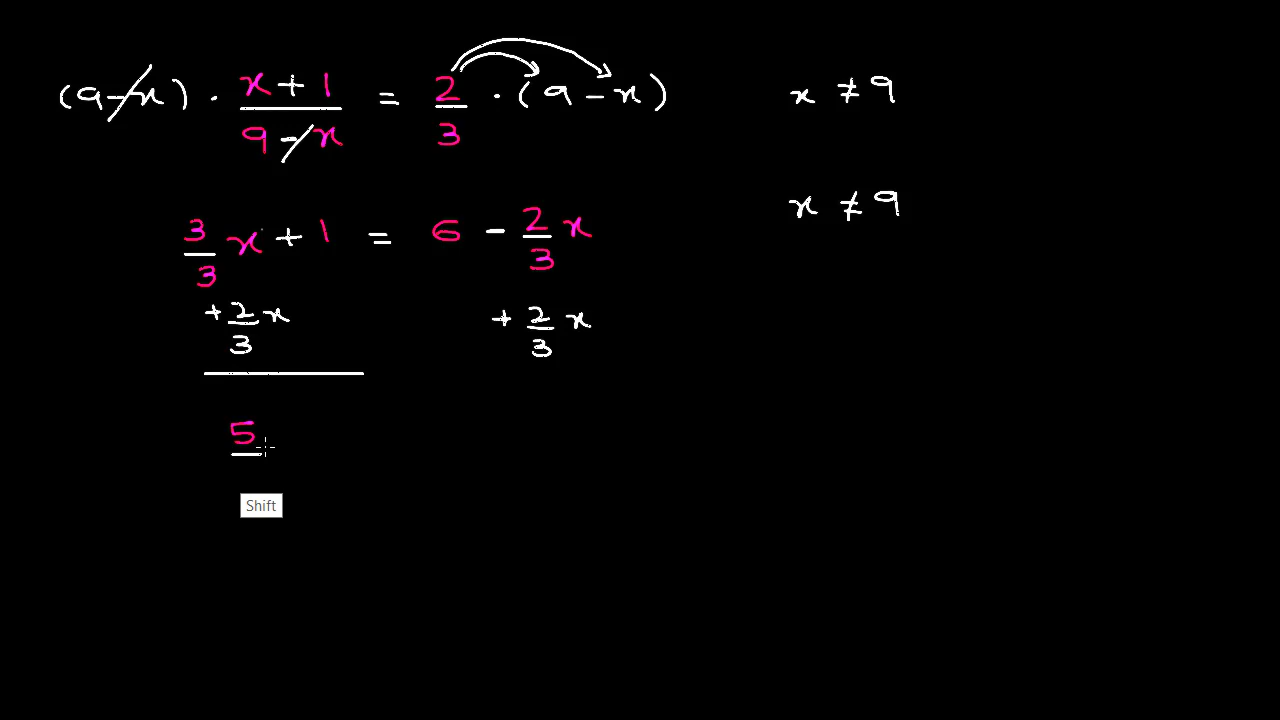 (9-x) · x+1/9-x = 2/3 · (9-x) x ≠ 9
3/3 x + 1 = 6 - 2/3 x x ≠ 9
+ 2/3 x + 2/3 x
5
Shift